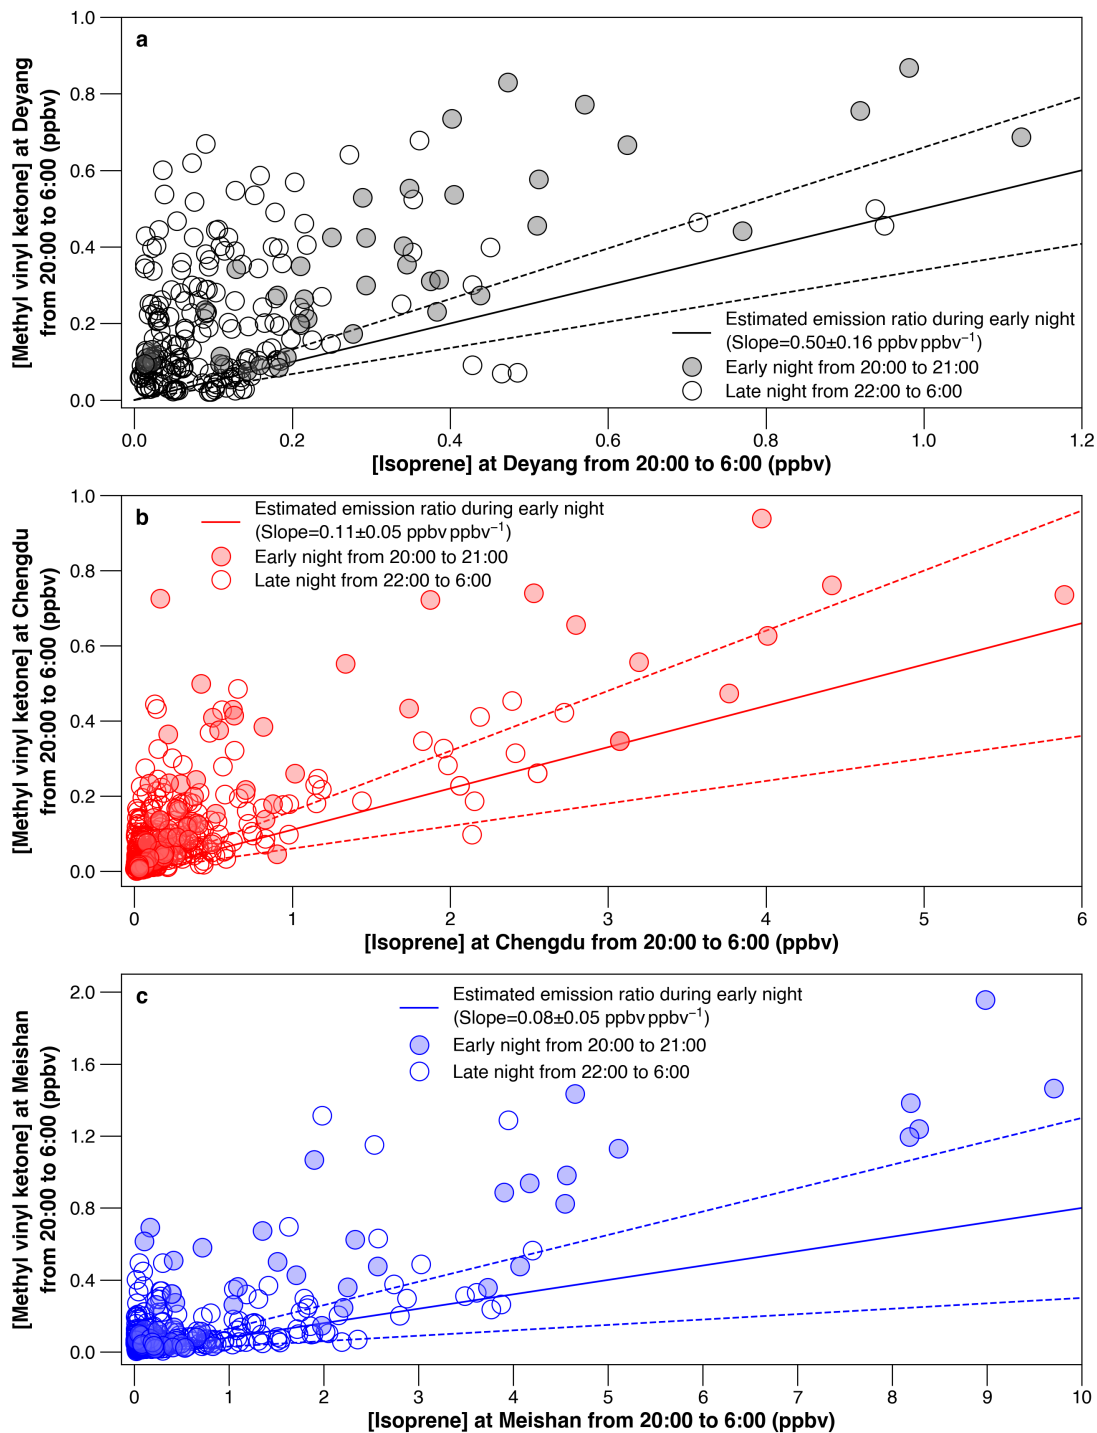 a
[Methyl vinyl ketone] at Deyang
from 20:00 to 6:00 (ppbv)
1.0
0.8
0.6
0.4
0.2
0.0
Estimated emission ratio during early night
(Slope=0.50±0.16 ppbv ppbv⁻¹)
Early night from 20:00 to 21:00
Late night from 22:00 to 6:00
0.0 0.2 0.4 0.6 0.8 1.0 1.2
[Isoprene] at Deyang from 20:00 to 6:00 (ppbv)
b
[Methyl vinyl ketone] at Chengdu
from 20:00 to 6:00 (ppbv)
1.0
0.8
0.6
0.4
0.2
0.0
Estimated emission ratio during early night
(Slope=0.11±0.05 ppbv ppbv⁻¹)
Early night from 20:00 to 21:00
Late night from 22:00 to 6:00
0 1 2 3 4 5 6
[Isoprene] at Chengdu from 20:00 to 6:00 (ppbv)
c
[Methyl vinyl ketone] at Meishan
from 20:00 to 6:00 (ppbv)
2.0
1.6
1.2
0.8
0.4
0.0
Estimated emission ratio during early night
(Slope=0.08±0.05 ppbv ppbv⁻¹)
Early night from 20:00 to 21:00
Late night from 22:00 to 6:00
0 1 2 3 4 5 6 7 8 9 10
[Isoprene] at Meishan from 20:00 to 6:00 (ppbv)